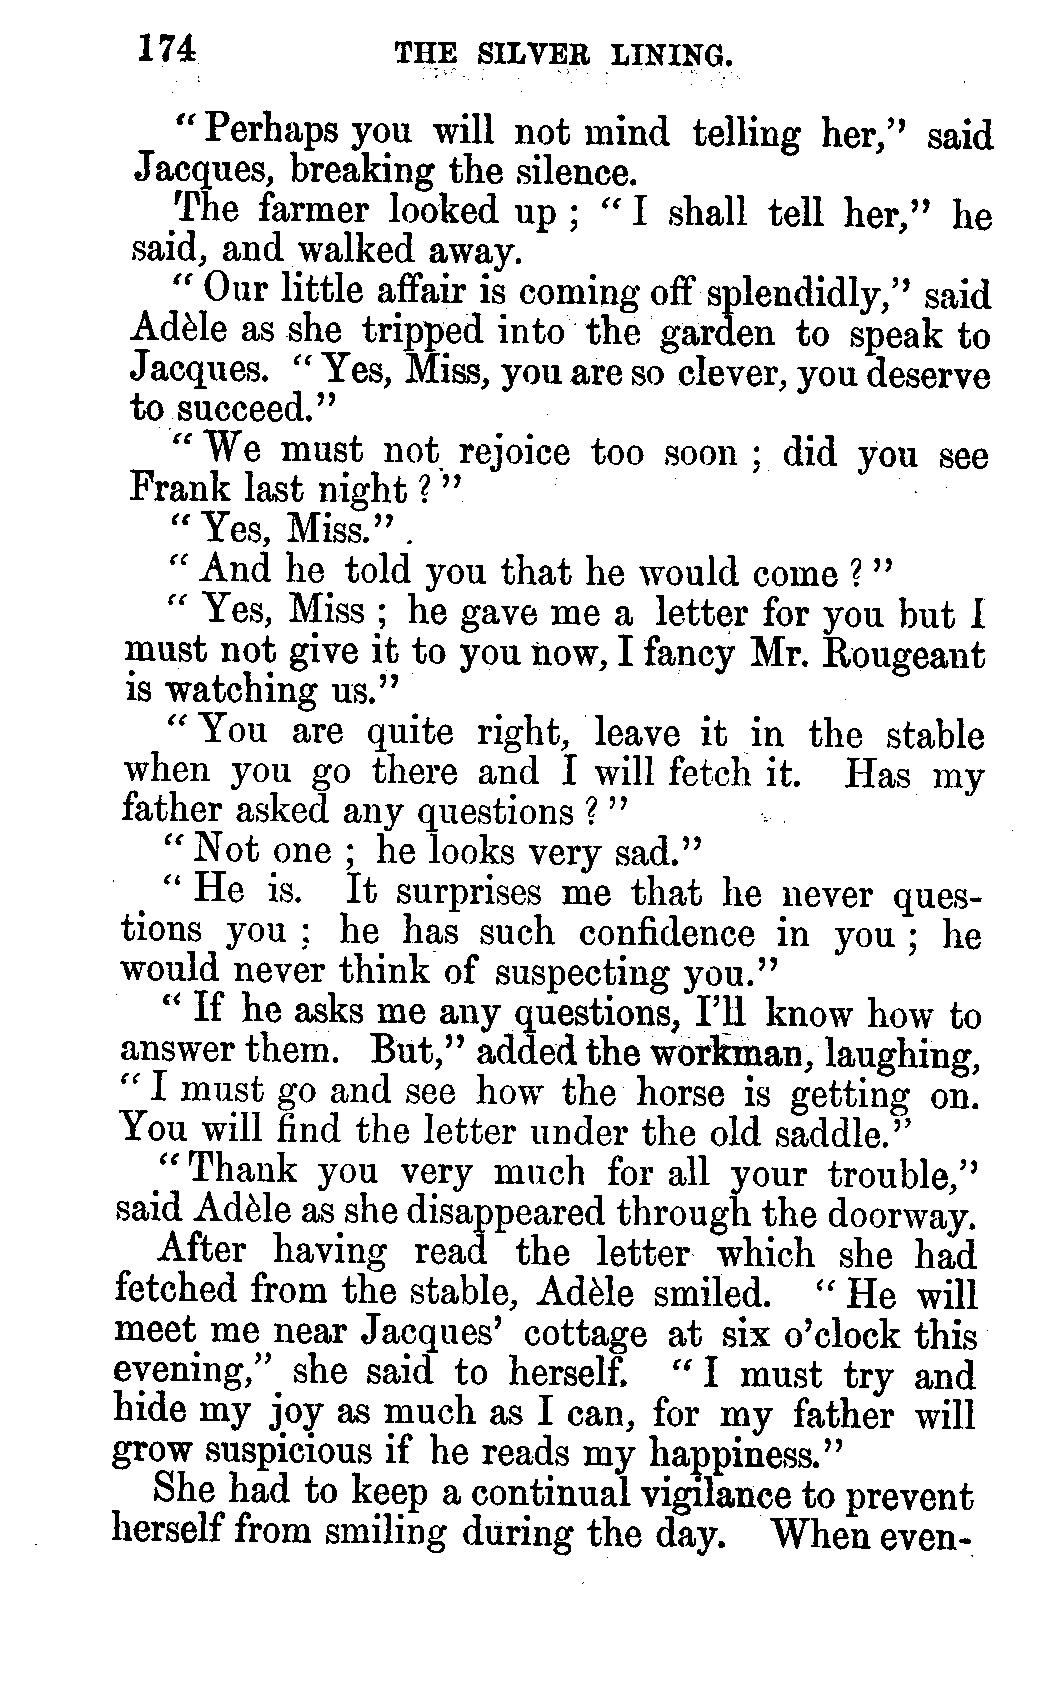 174 THE SILVER LINING.
“Perhaps you will not mind telling her,” said
Jacques, breaking the silence.
The farmer looked up ; “ I shall tell her,” he
said, and walked away.
“ Our little affair is coming off splendidly,” said
Adèle as she tripped into the garden to speak to
Jacques. “ Yes, Miss, you are so clever, you deserve
to succeed.”
“ We must not rejoice too soon ; did you see
Frank last night ? ”
“ Yes, Miss.” .
“ And he told you that he would come ? ”
“ Yes, Miss ; he gave me a letter for you but I
must not give it to you now, I fancy Mr. Rougeant
is watching us.”
“ You are quite right, leave it in the stable
when you go there and I will fetch it. Has my
father asked any questions ? ”
“ Not one ; he looks very sad.”
“ He is. It surprises me that he never ques-
tions you ; he has such confidence in you ; he
would never think of suspecting you.”
“ If he asks me any questions, I’ll know how to
answer them. But,” added the workman, laughing,
“ I must go and see how the horse is getting on.
You will find the letter under the old saddle.”
“ Thank you very much for all your trouble,”
said Adèle as she disappeared through the doorway.
After having read the letter which she had
fetched from the stable, Adèle smiled. “ He will
meet me near Jacques’ cottage at six o’clock this
evening,” she said to herself. “ I must try and
hide my joy as much as I can, for my father will
grow suspicious if he reads my happiness.”
She had to keep a continual vigilance to prevent
herself from smiling during the day. When even-